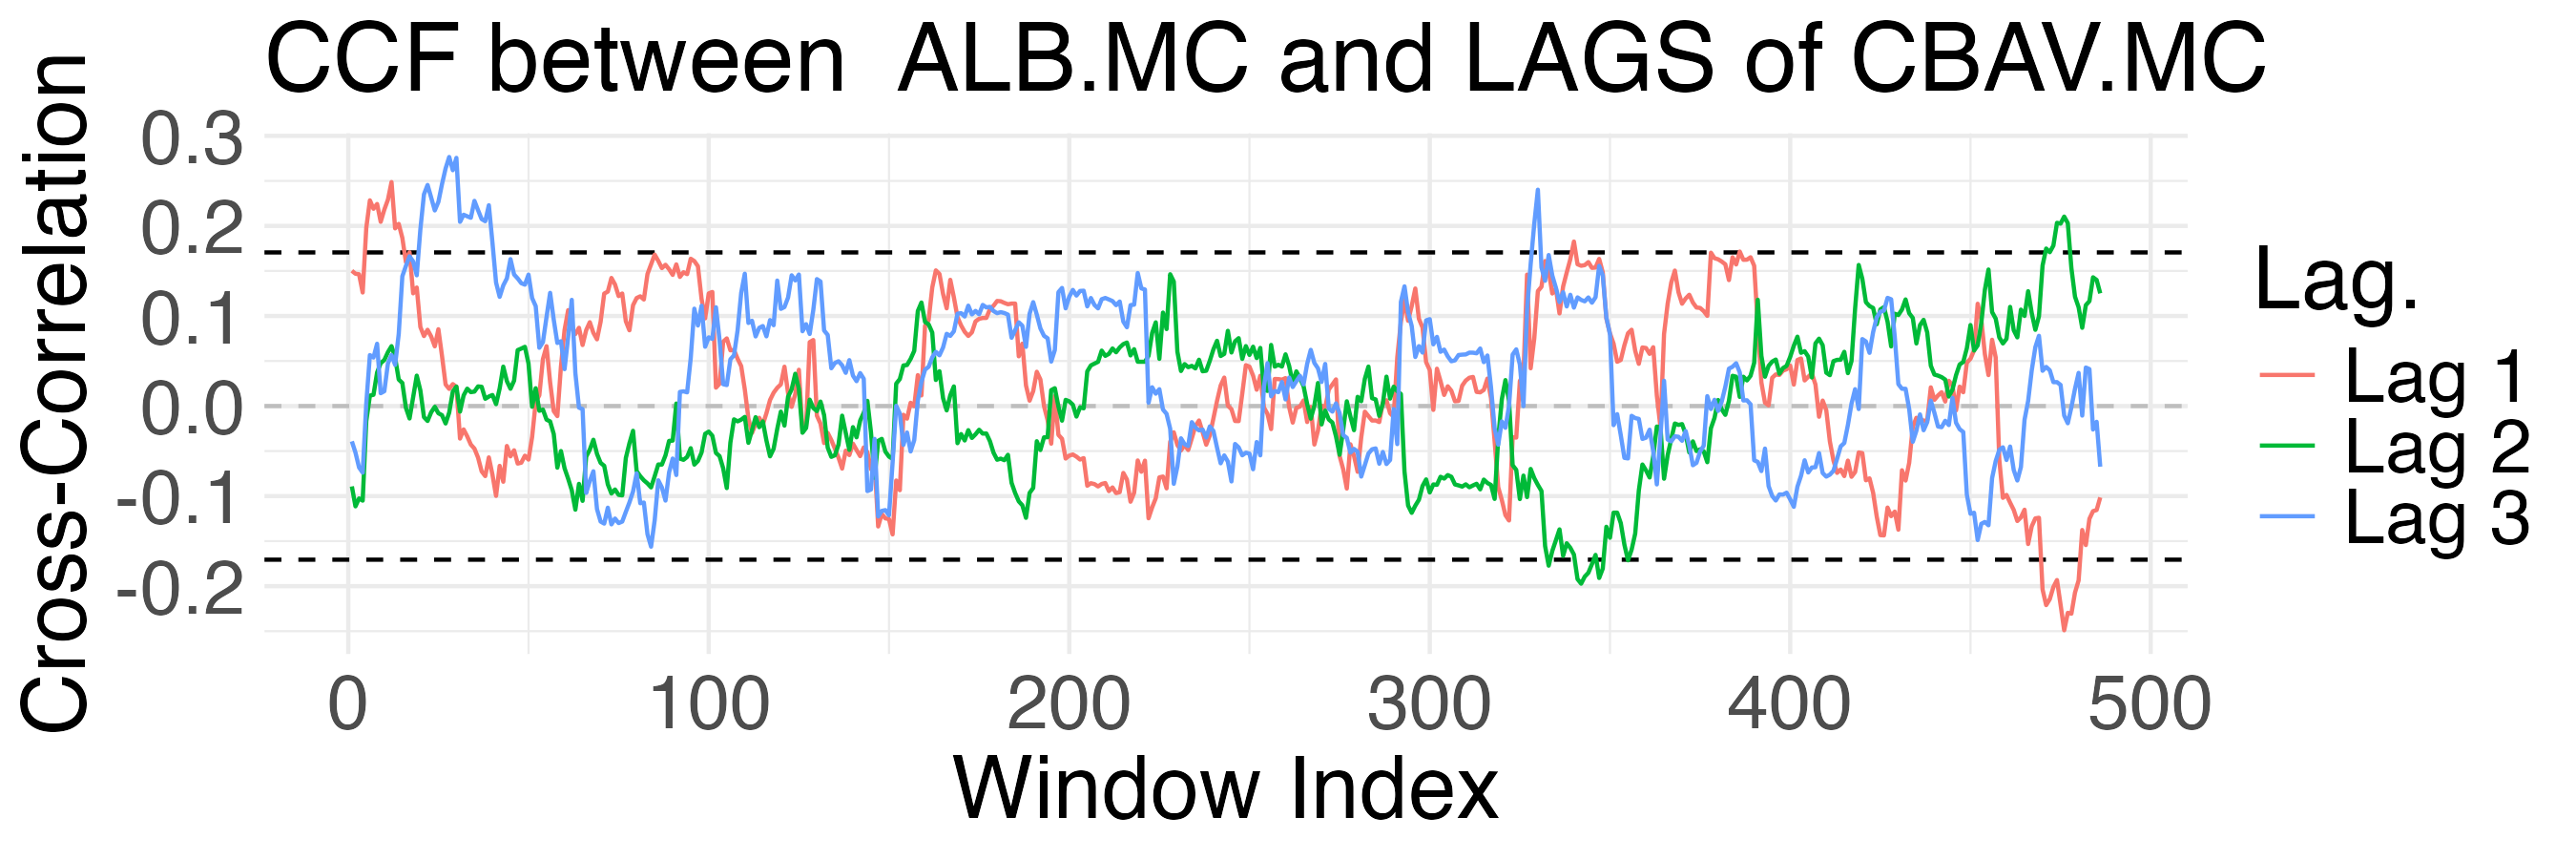 CCF between  ALB.MC and LAGS of CBAV.MC
Cross-Correlation
0.3
0.2
0.1
0.0
-0.1
-0.2
0 100 200 300 400 500
Window Index
Lag.
Lag 1
Lag 2
Lag 3